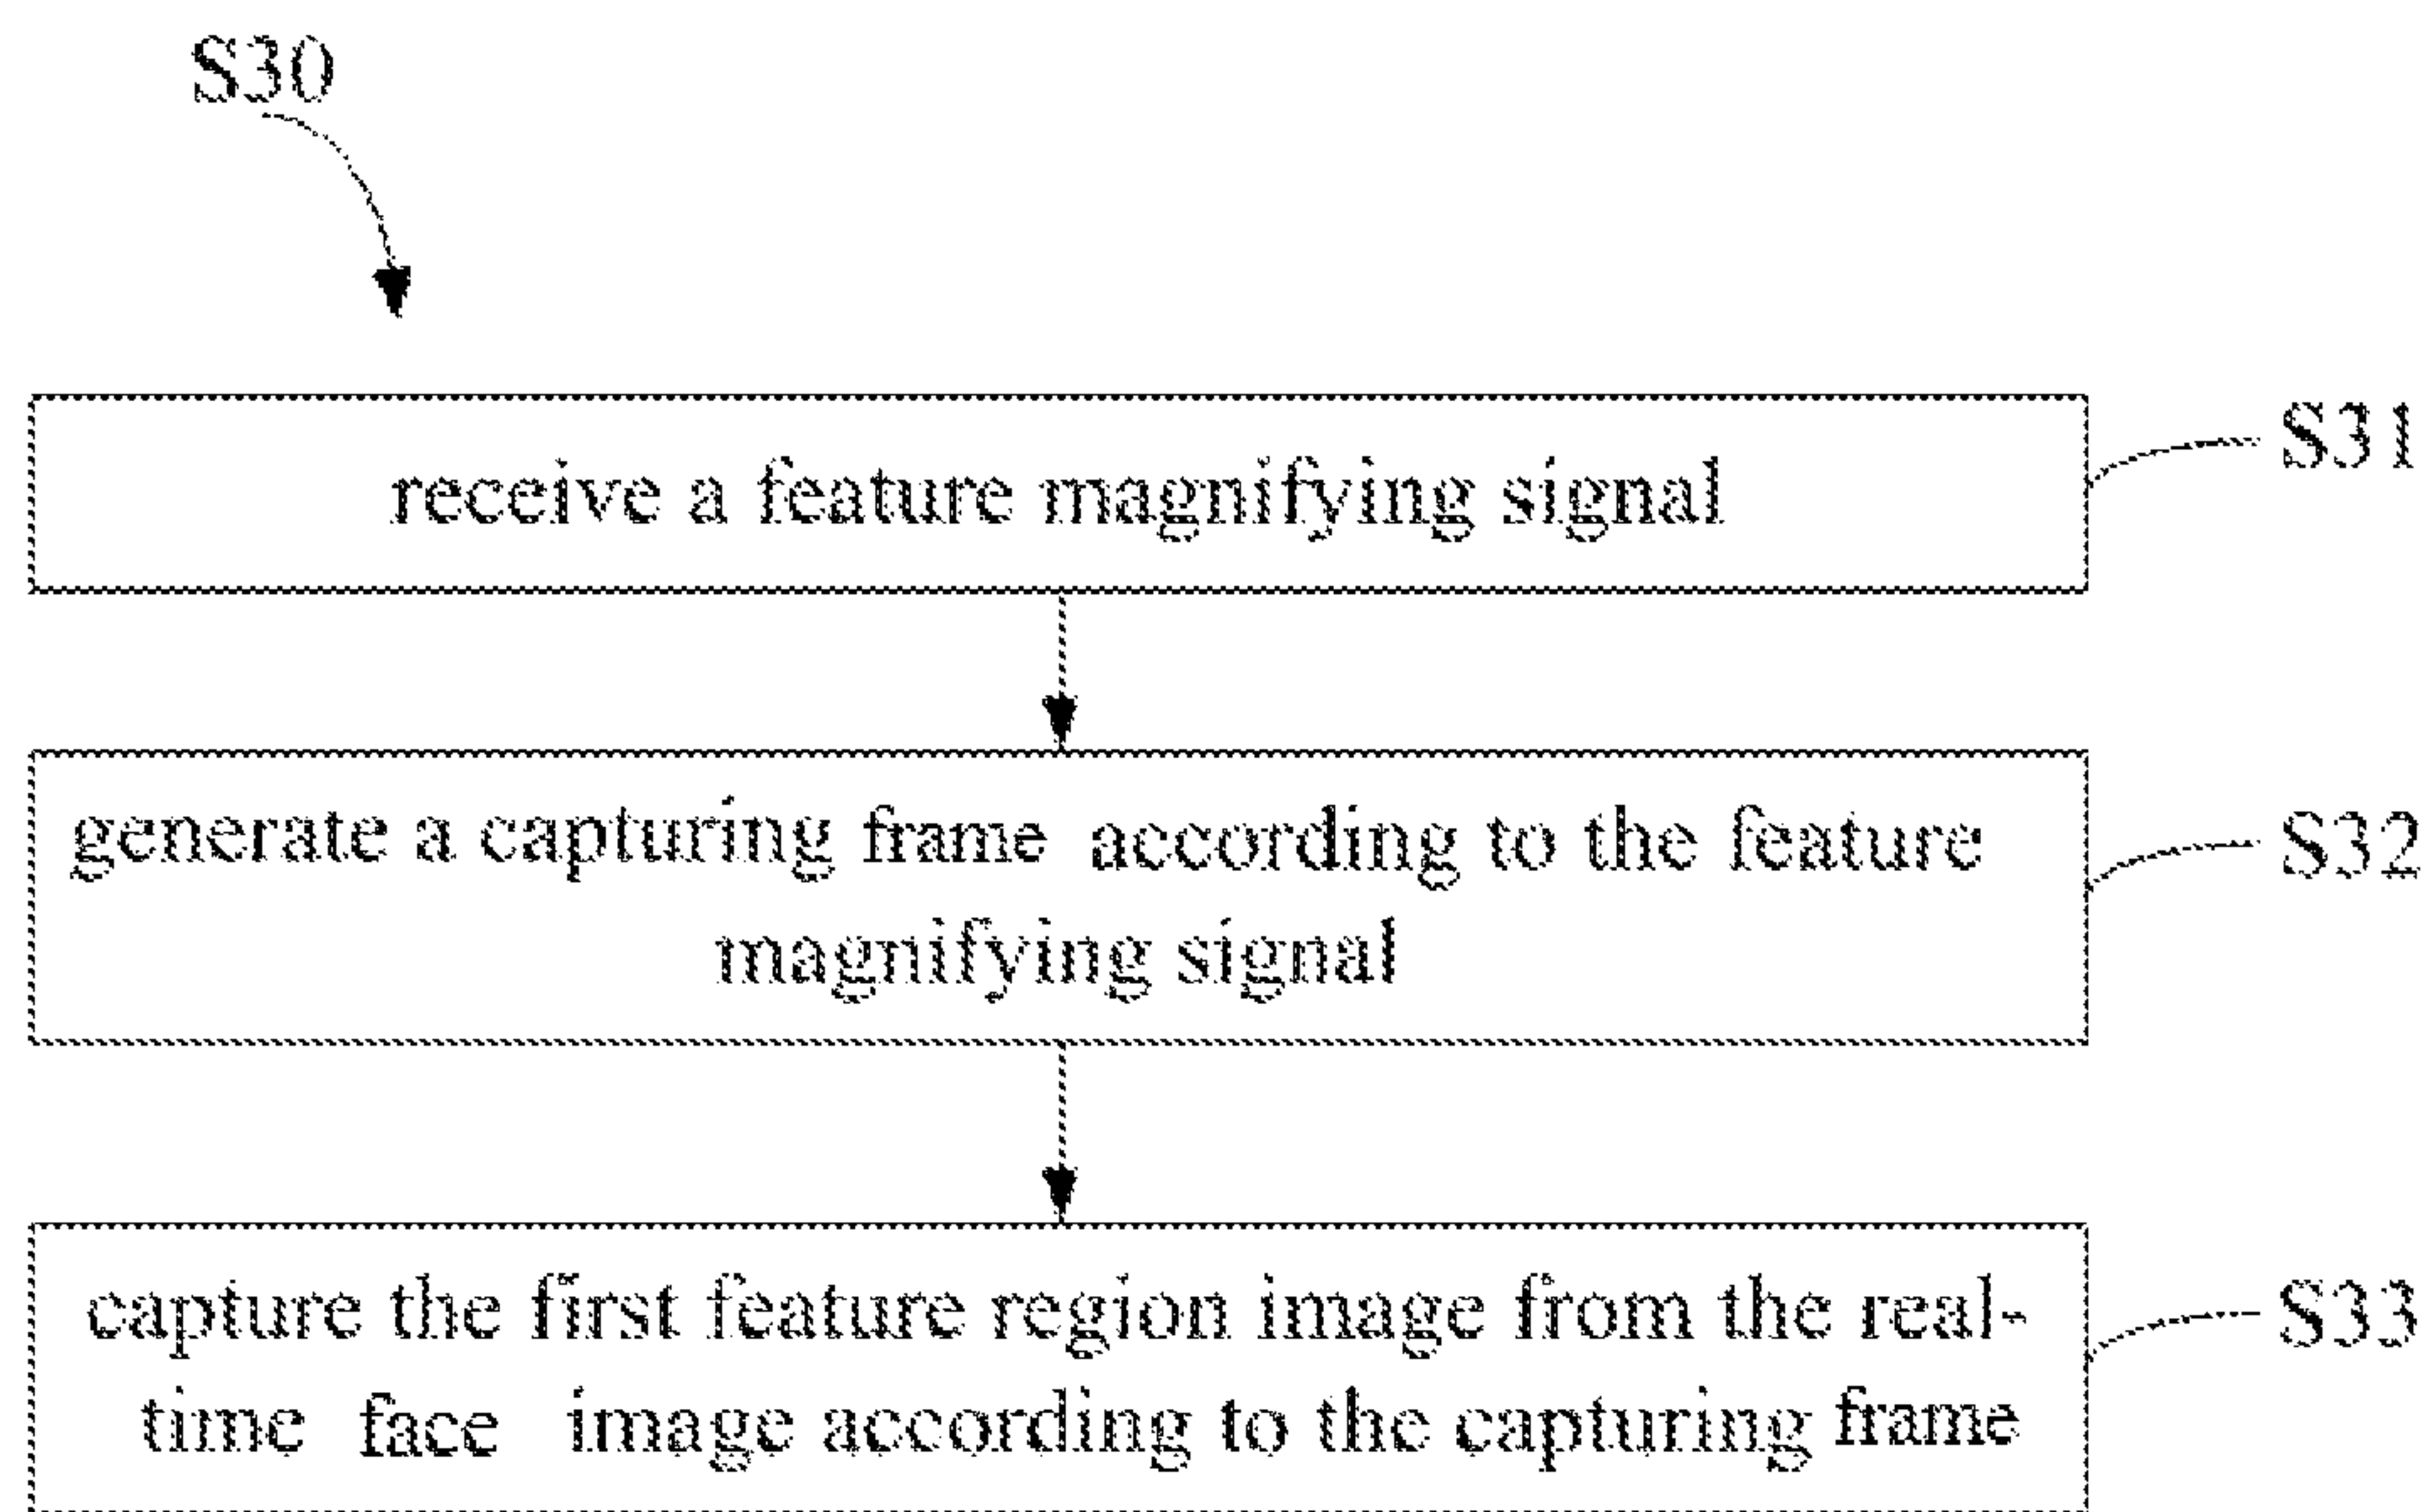 S30
receive a feature magnifying signal
S31
generate a capturing frame according to the feature
magnifying signal
S32
capture the first feature region image from the real-
time face image according to the capturing frame
S33